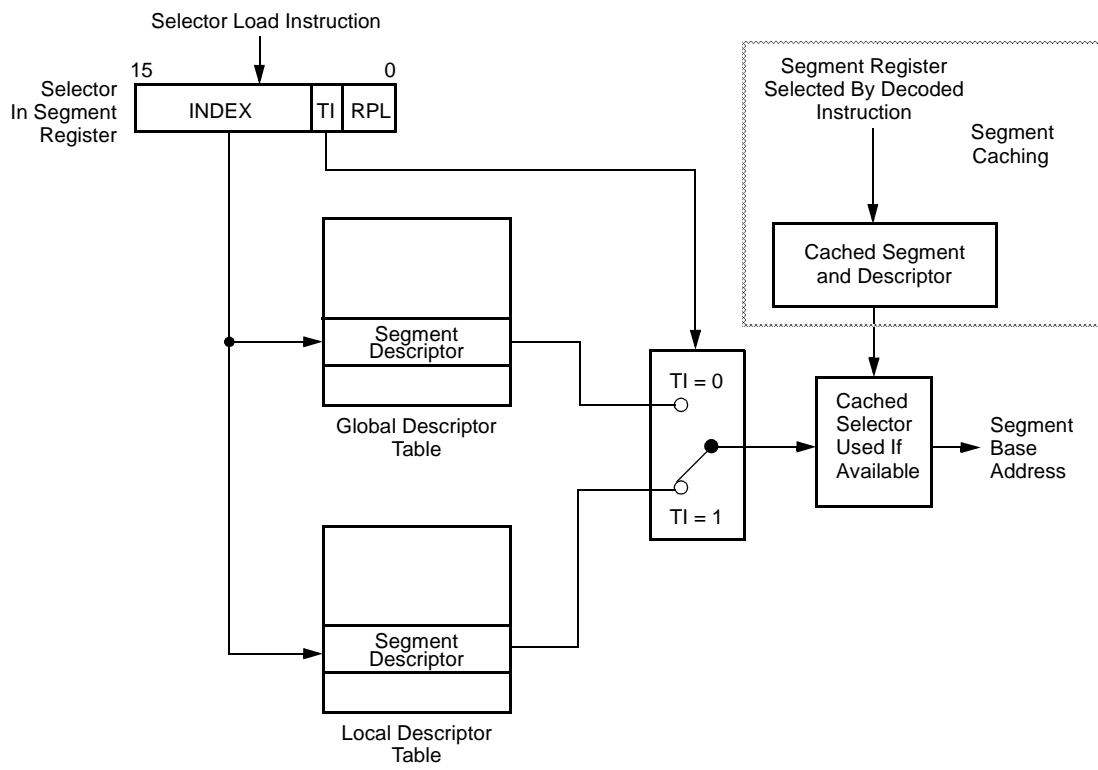 Selector Load Instruction
15
0
Selector
In Segment
Register
INDEX
TI
RPL
Segment Register
Selected By Decoded
Instruction
Segment
Caching
Cached Segment
and Descriptor
Segment
Descriptor
Global Descriptor
Table
TI = 0
TI = 1
Cached
Selector
Used If
Available
Segment
Base
Address
Segment
Descriptor
Local Descriptor
Table